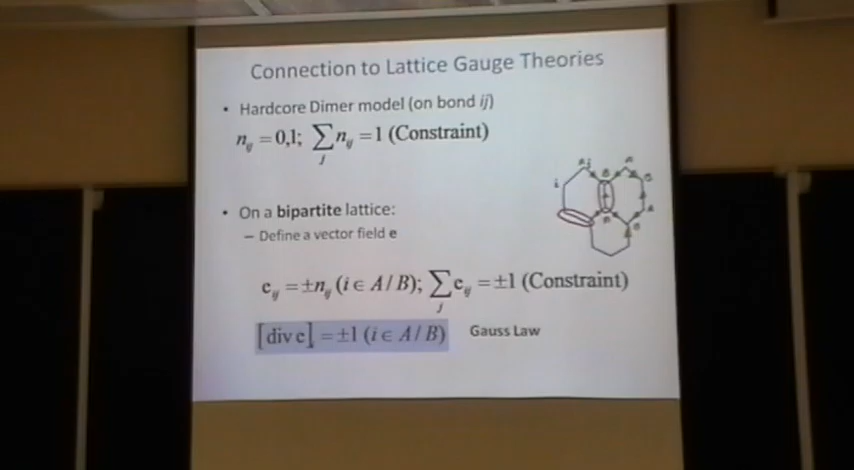 Connection to Lattice Gauge Theories
• Hardcore Dimer model (on bond ij)
n_ij = 0,1; ∑_j n_ij = 1 (Constraint)
• On a bipartite lattice:
– Define a vector field e
e_ij = ±n_ij (i ∈ A / B); ∑_j e_ij = ±1 (Constraint)
[div e] = ±1 (i ∈ A / B) Gauss Law
i